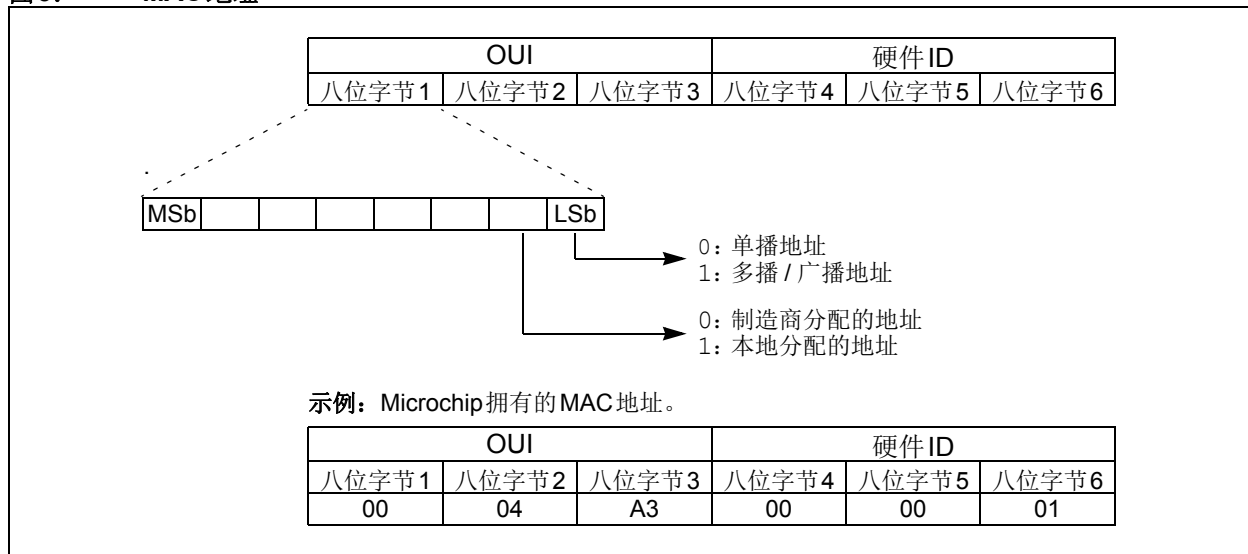 OUI 硬件ID
八位字节1 八位字节2 八位字节3 八位字节4 八位字节5 八位字节6
MSb LSb
0：单播地址
1：多播 / 广播地址
0：制造商分配的地址
1：本地分配的地址
示例：Microchip拥有的MAC地址。
OUI 硬件ID
八位字节1 八位字节2 八位字节3 八位字节4 八位字节5 八位字节6
00 04 A3 00 00 01